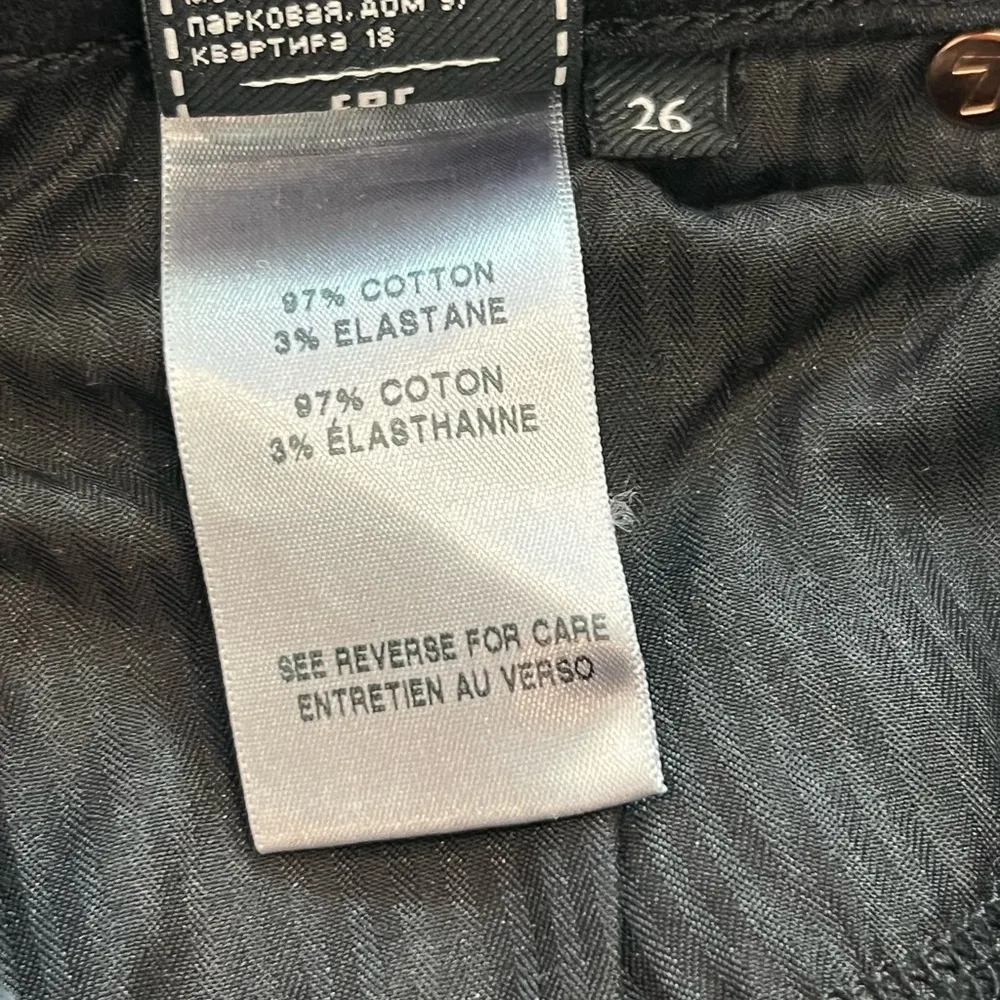 ПАРКОВАЯ, ДОМ 9,
КВАРТИРА 18
26
7
97% COTTON
3% ELASTANE
97% COTON
3% ÉLASTHANNE
SEE REVERSE FOR CARE
ENTRETIEN AU VERSO